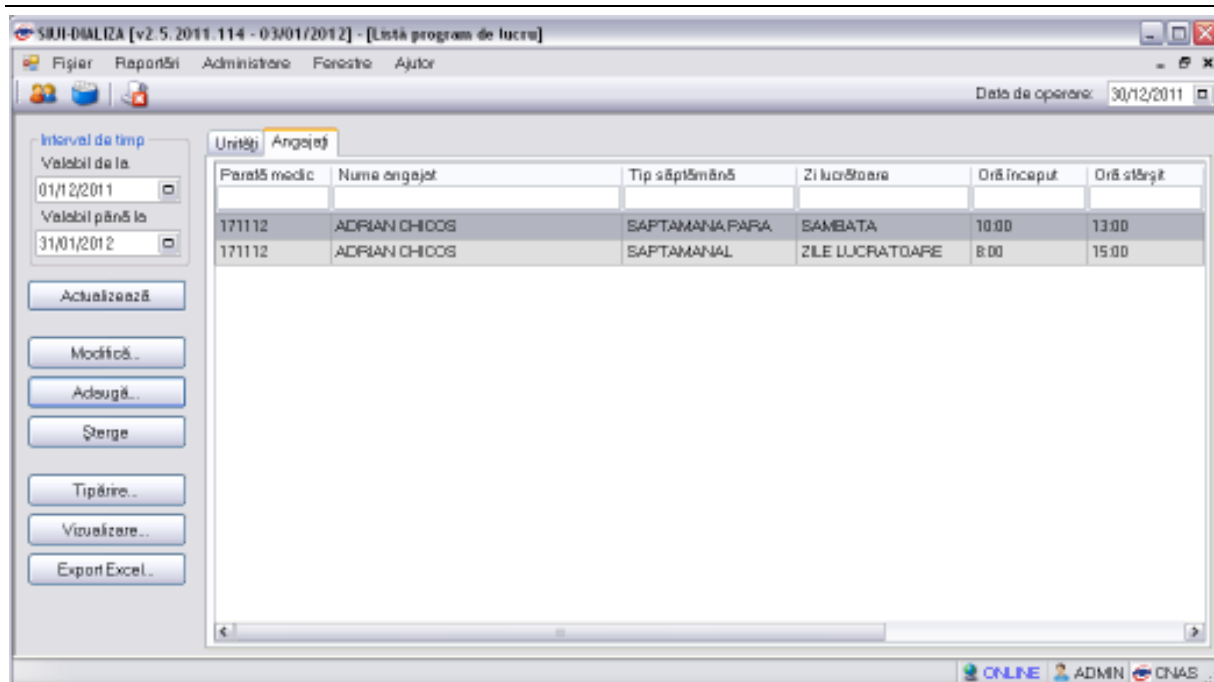 SIUI-DIALIZA [v2.5.2011.114 - 03/01/2012] - [Listă program de lucru]
Fişier Raportări Administrare Ferestre Ajutor
Data de operare: 30/12/2011
Interval de timp
Valabil de la
01/12/2011
Valabil până la
31/01/2012
Actualizează
Modifică...
Adaugă...
Şterge
Tipărire...
Vizualizare...
Export Excel...
Unităţi Angajaţi
Parafă medic Nume angajat Tip săptămână Zi lucrătoare Oră început Oră sfârşit
171112 ADRIAN CHICOS SAPTAMANA PARA SAMBATA 10:00 13:00
171112 ADRIAN CHICOS SAPTAMANAL ZILE LUCRATOARE 8:00 15:00
ONLINE ADMIN CNAS